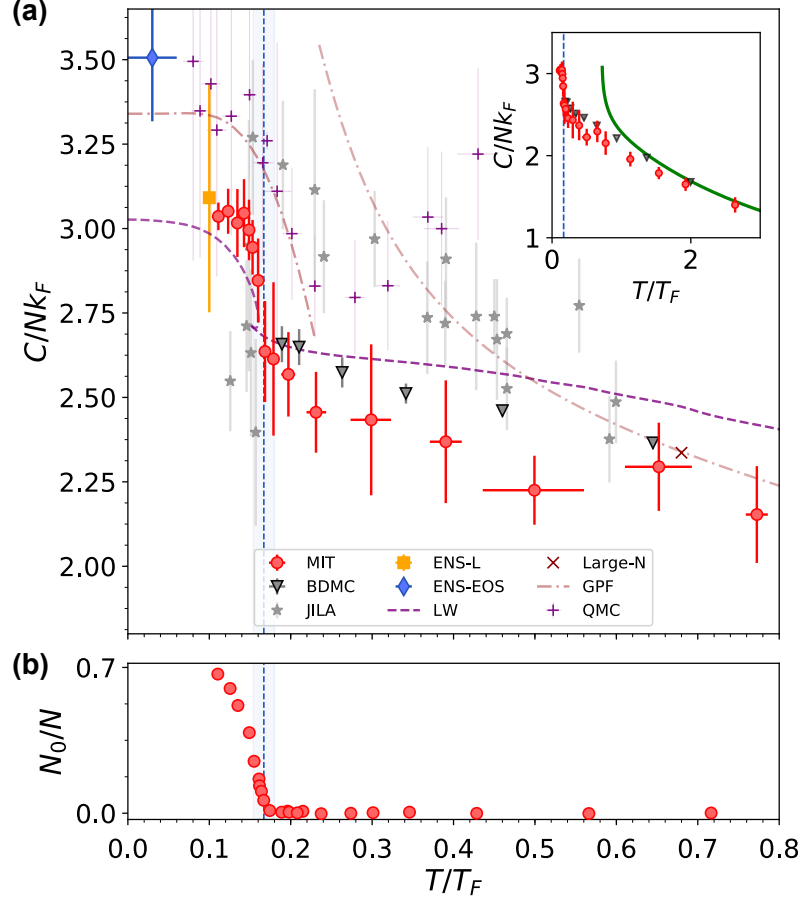 (a)
C/Nk_F
3.50
3.25
3.00
2.75
2.50
2.25
2.00
C/Nk_F
3
2
1
0
2
T/T_F
MIT
BDMC
JILA
ENS-L
ENS-EOS
LW
Large-N
GPF
QMC
(b)
N_0/N
0.7
0.0
0.0 0.1 0.2 0.3 0.4 0.5 0.6 0.7 0.8
T/T_F